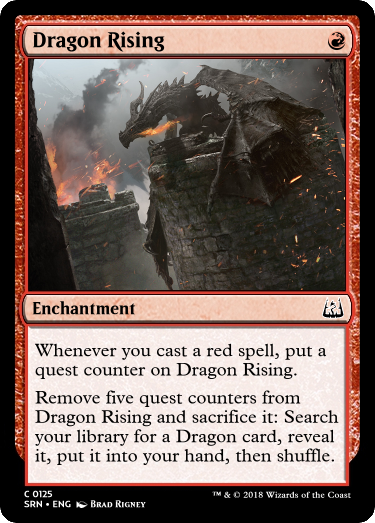 Dragon Rising
Enchantment
Whenever you cast a red spell, put a
quest counter on Dragon Rising.
Remove five quest counters from
Dragon Rising and sacrifice it: Search
your library for a Dragon card, reveal
it, put it into your hand, then shuffle.
C 0125
SRN • ENG Brad Rigney
™ & © 2018 Wizards of the Coast